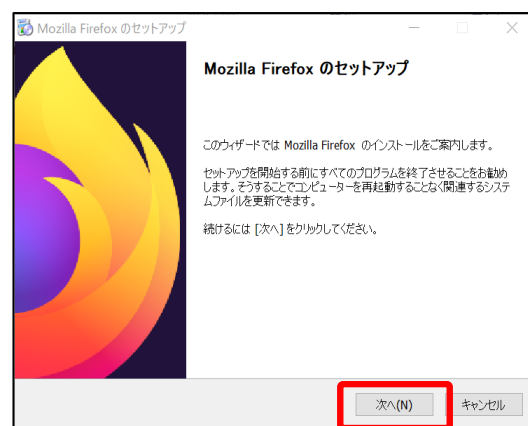 Mozilla Firefox のセットアップ
Mozilla Firefox のセットアップ
このウィザードでは Mozilla Firefox のインストールをご案内します。
セットアップを開始する前にすべてのプログラムを終了させることをお勧め
します。そうすることでコンピューターを再起動することなく関連するシステ
ムファイルを更新できます。
続けるには [次へ] をクリックしてください。
次へ(N)
キャンセル